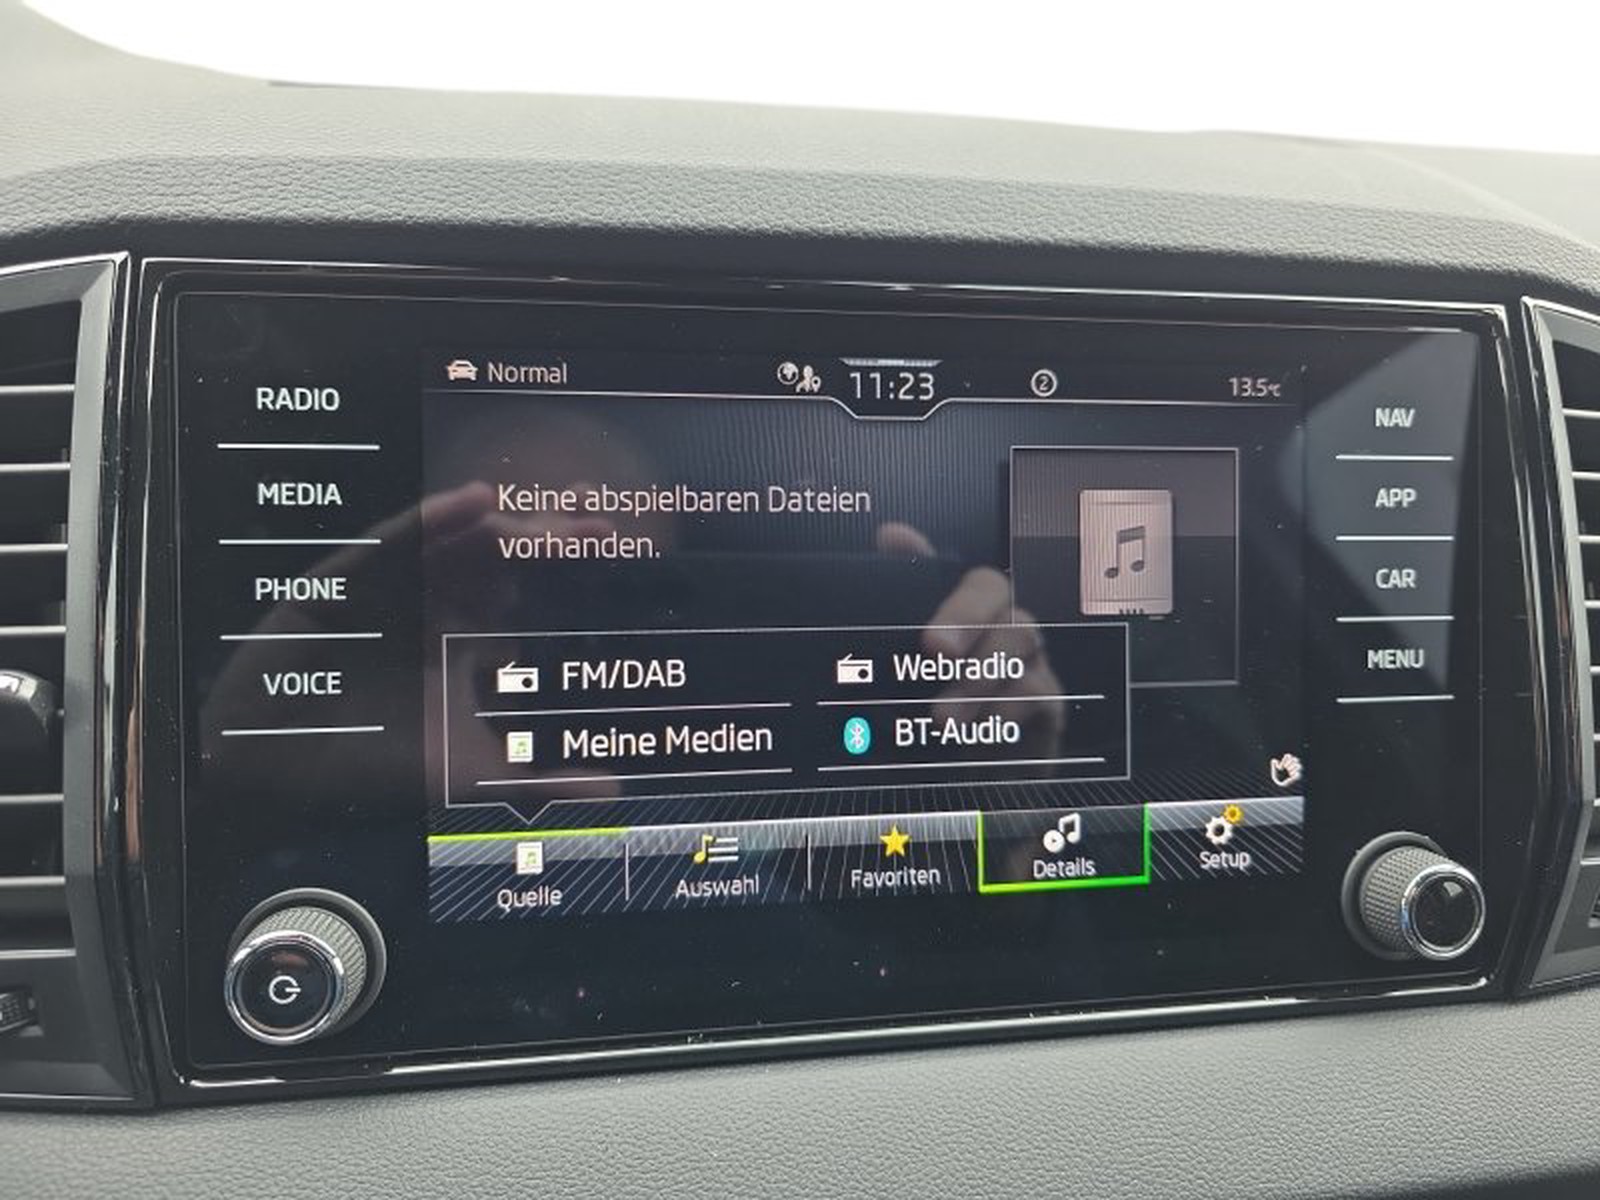 RADIO
MEDIA
PHONE
VOICE
Normal
11:23
2
13.5°C
Keine abspielbaren Dateien
vorhanden.
FM/DAB
Webradio
Meine Medien
BT-Audio
Quelle
Auswahl
Favoriten
Details
Setup
NAV
APP
CAR
MENU